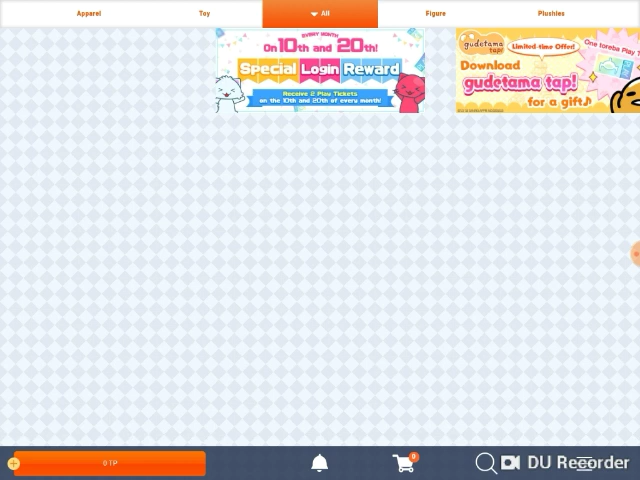 Apparel
Toy
All
Figure
Plushies
EVERY MONTH
On 10th and 20th!
Special Login Reward
Receive 2 Play Tickets
on the 10th and 20th of every month!
gudetama
tap!
Limited-time Offer!
One Toreba Play T
Download
gudetama tap!
for a gift♪
0 TP
0
DU Recorder